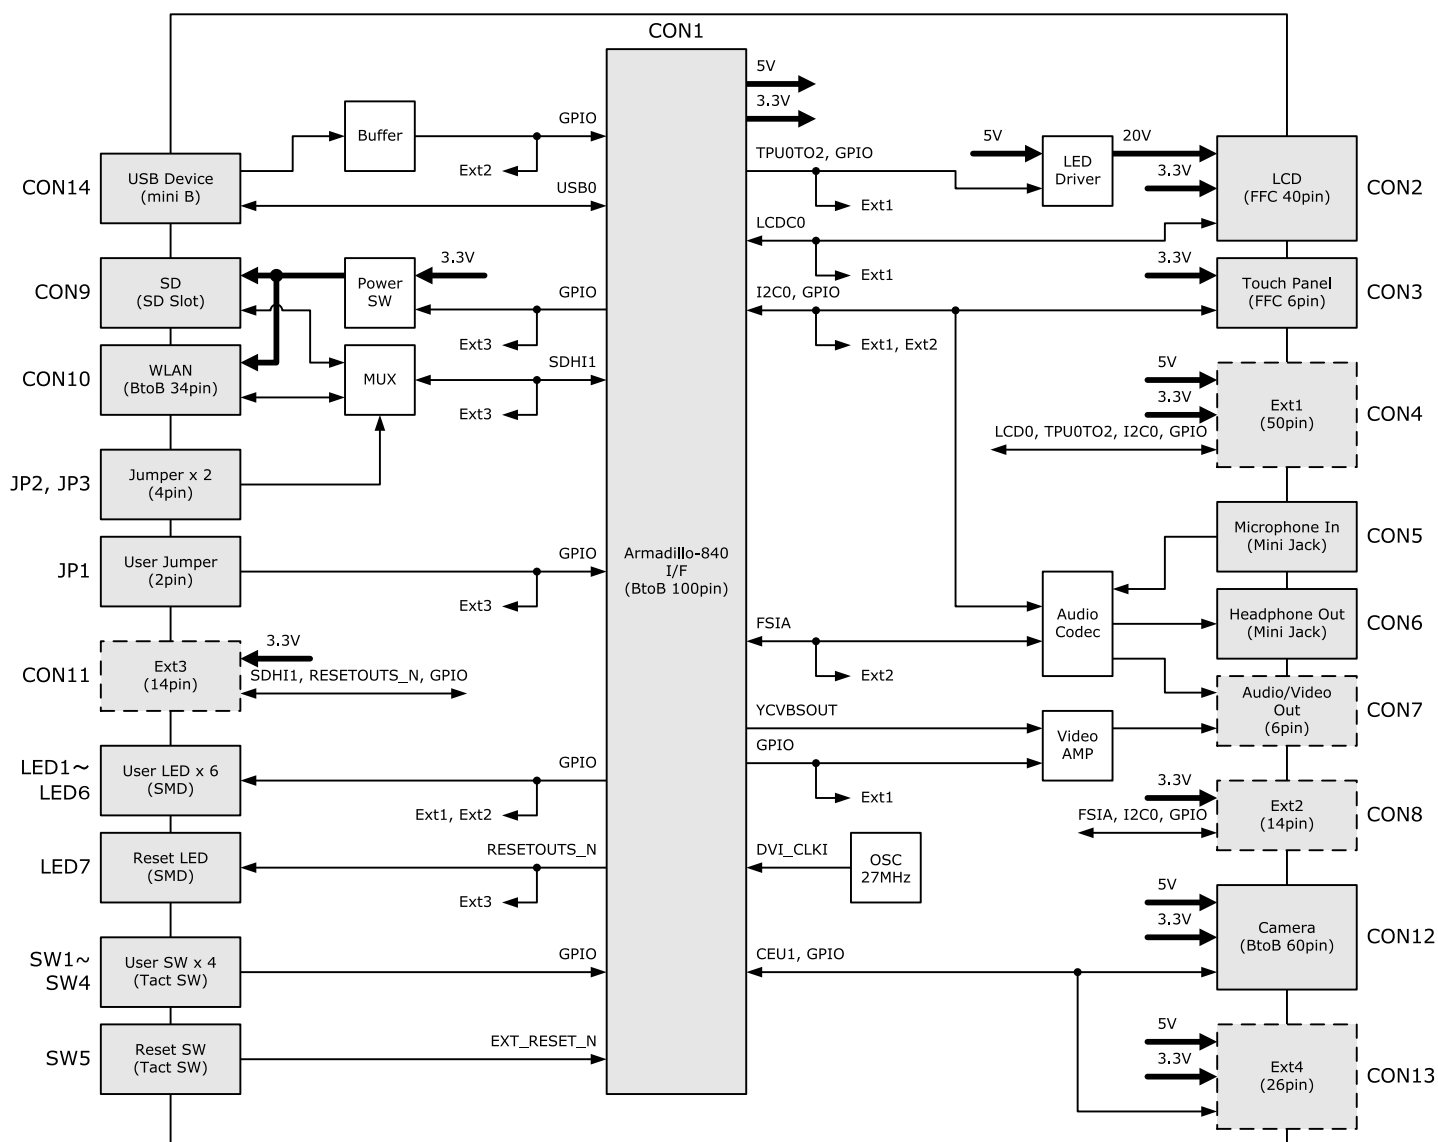 CON1
CON14
USB Device
(mini B)
Buffer
GPIO
Ext2
USB0
CON9
SD
(SD Slot)
Power
SW
3.3V
GPIO
Ext3
CON10
WLAN
(BtoB 34pin)
MUX
SDHI1
Ext3
JP2, JP3
Jumper x 2
(4pin)
JP1
User Jumper
(2pin)
GPIO
Ext3
CON11
Ext3
(14pin)
3.3V
SDHI1, RESETOUTS_N, GPIO
LED1~
LED6
User LED x 6
(SMD)
GPIO
Ext1, Ext2
LED7
Reset LED
(SMD)
RESETOUTS_N
Ext3
SW1~
SW4
User SW x 4
(Tact SW)
GPIO
SW5
Reset SW
(Tact SW)
EXT_RESET_N
Armadillo-840
I/F
(BtoB 100pin)
5V
3.3V
TPU0TO2, GPIO
Ext1
5V
LED
Driver
20V
3.3V
LCD
(FFC 40pin)
CON2
LCDC0
Ext1
I2C0, GPIO
Ext1, Ext2
3.3V
Touch Panel
(FFC 6pin)
CON3
5V
3.3V
LCD0, TPU0TO2, I2C0, GPIO
Ext1
(50pin)
CON4
Microphone In
(Mini Jack)
CON5
FSIA
Ext2
Audio
Codec
Headphone Out
(Mini Jack)
CON6
Audio/Video
Out
(6pin)
CON7
YCVBSOUT
GPIO
Ext1
Video
AMP
3.3V
FSIA, I2C0, GPIO
Ext2
(14pin)
CON8
DVI_CLKI
OSC
27MHz
5V
3.3V
CEU1, GPIO
Camera
(BtoB 60pin)
CON12
5V
3.3V
Ext4
(26pin)
CON13